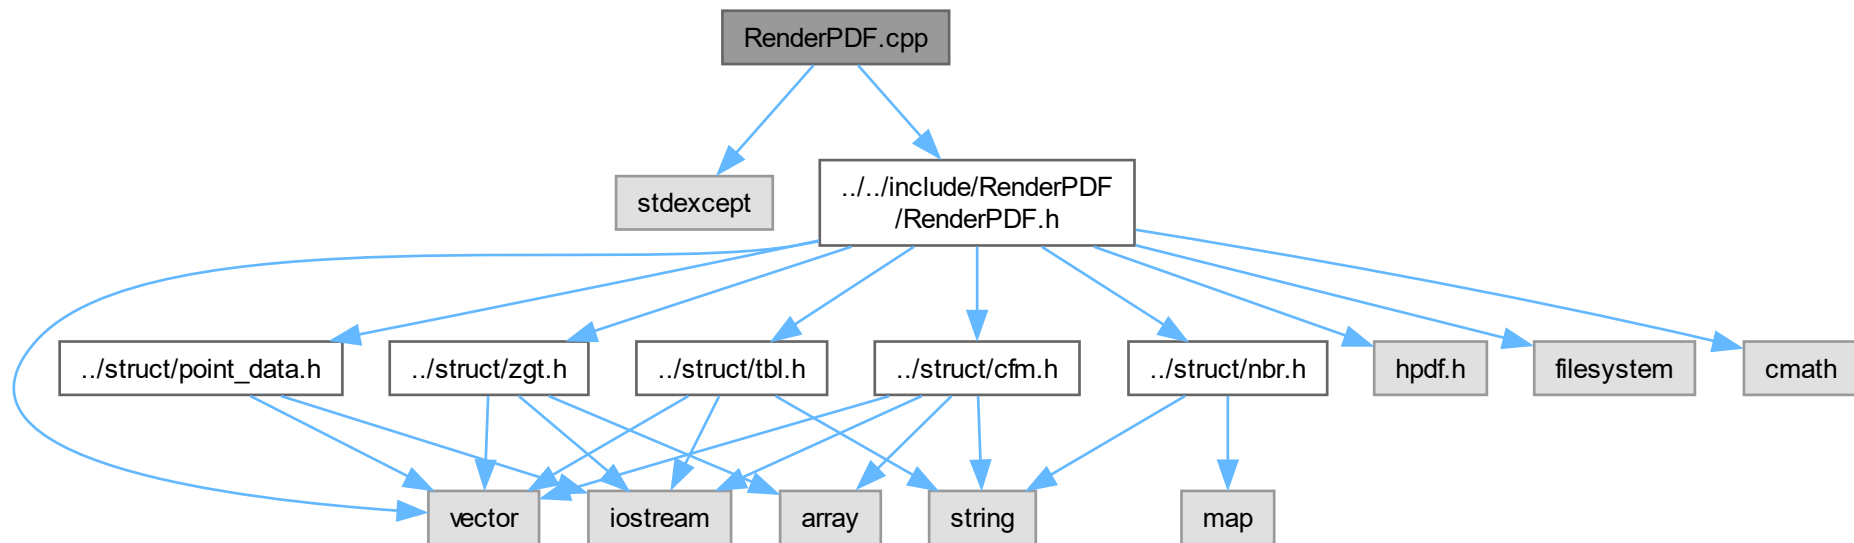 RenderPDF.cpp
stdexcept
../../include/RenderPDF
/RenderPDF.h
../struct/point_data.h
../struct/zgt.h
../struct/tbl.h
../struct/cfm.h
../struct/nbr.h
hpdf.h
filesystem
cmath
vector
iostream
array
string
map